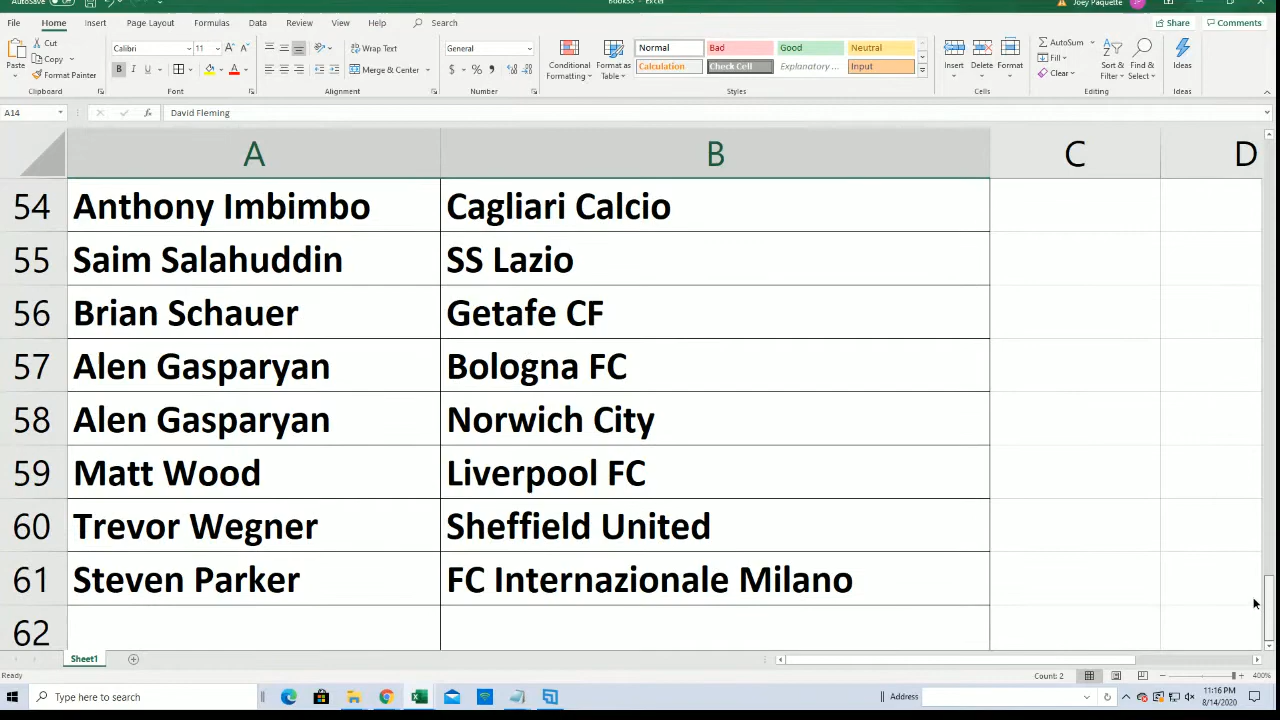 AutoSave Book55 - Excel Joey Paquette
File Home Insert Page Layout Formulas Data Review View Help Search Share Comments
Paste Cut Copy Format Painter Clipboard
Calibri 11 B I U Font
Wrap Text Merge & Center Alignment
General $ % Number
Conditional Formatting Format as Table
Normal Bad Good Neutral
Calculation Check Cell Explanatory ... Input
Styles
Insert Delete Format Cells
AutoSum Fill Clear Sort & Filter Find & Select Editing
Ideas Ideas
A14 fx David Fleming
A B C D
54 Anthony Imbimbo Cagliari Calcio
55 Saim Salahuddin SS Lazio
56 Brian Schauer Getafe CF
57 Alen Gasparyan Bologna FC
58 Alen Gasparyan Norwich City
59 Matt Wood Liverpool FC
60 Trevor Wegner Sheffield United
61 Steven Parker FC Internazionale Milano
62
Sheet1
Ready Count: 2 400%
Type here to search Address 11:16 PM
8/14/2020